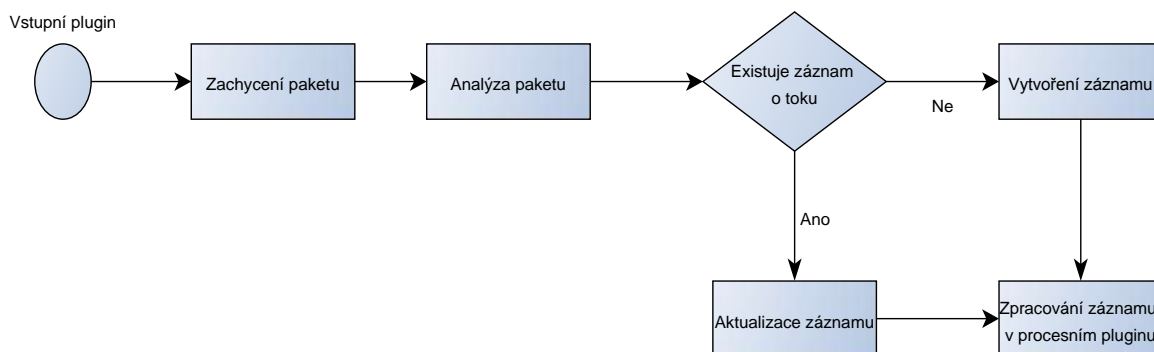 Vstupní plugin
Zachycení paketu
Analýza paketu
Existuje záznam
o toku
Ne
Vytvoření záznamu
Ano
Aktualizace záznamu
Zpracování záznamu
v procesním pluginu